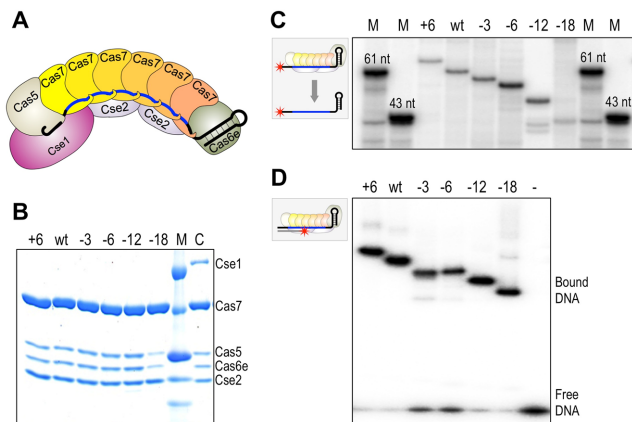 A
Cas5
Cas7
Cas7
Cas7
Cas7
Cas7
Cas7
Cse2
Cse2
Cse1
Cas6e
B
+6 wt -3 -6 -12 -18 M C
Cse1
Cas7
Cas5
Cas6e
Cse2
C
M M +6 wt -3 -6 -12 -18 M M
61 nt
43 nt
61 nt
43 nt
D
+6 wt -3 -6 -12 -18 -
Bound
DNA
Free
DNA